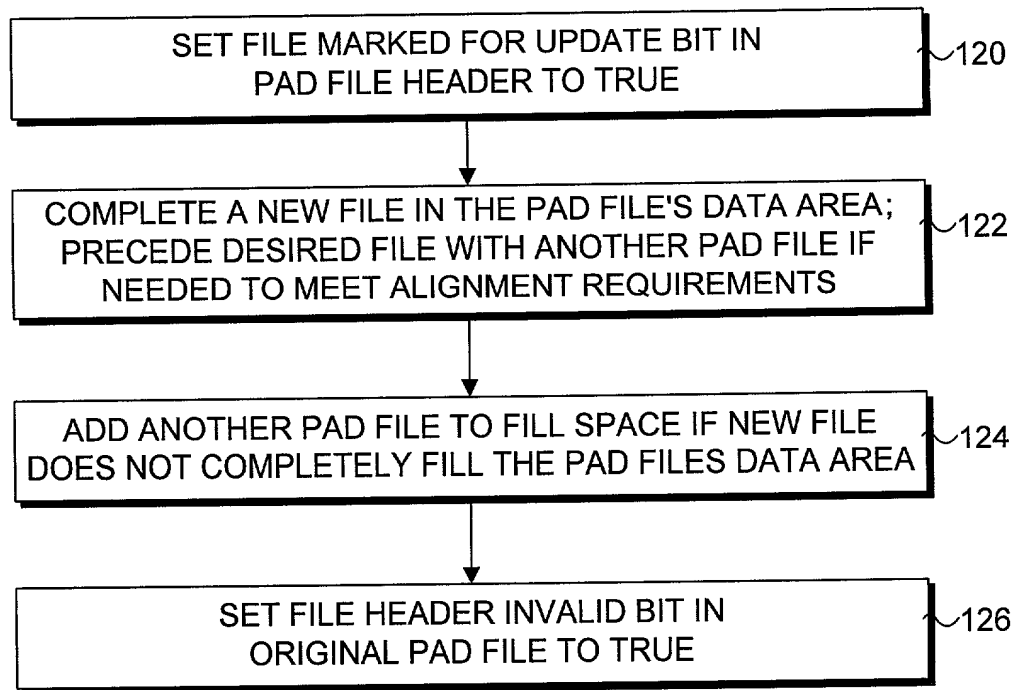 SET FILE MARKED FOR UPDATE BIT IN
PAD FILE HEADER TO TRUE
120
COMPLETE A NEW FILE IN THE PAD FILE'S DATA AREA;
PRECEDE DESIRED FILE WITH ANOTHER PAD FILE IF
NEEDED TO MEET ALIGNMENT REQUIREMENTS
122
ADD ANOTHER PAD FILE TO FILL SPACE IF NEW FILE
DOES NOT COMPLETELY FILL THE PAD FILES DATA AREA
124
SET FILE HEADER INVALID BIT IN
ORIGINAL PAD FILE TO TRUE
126